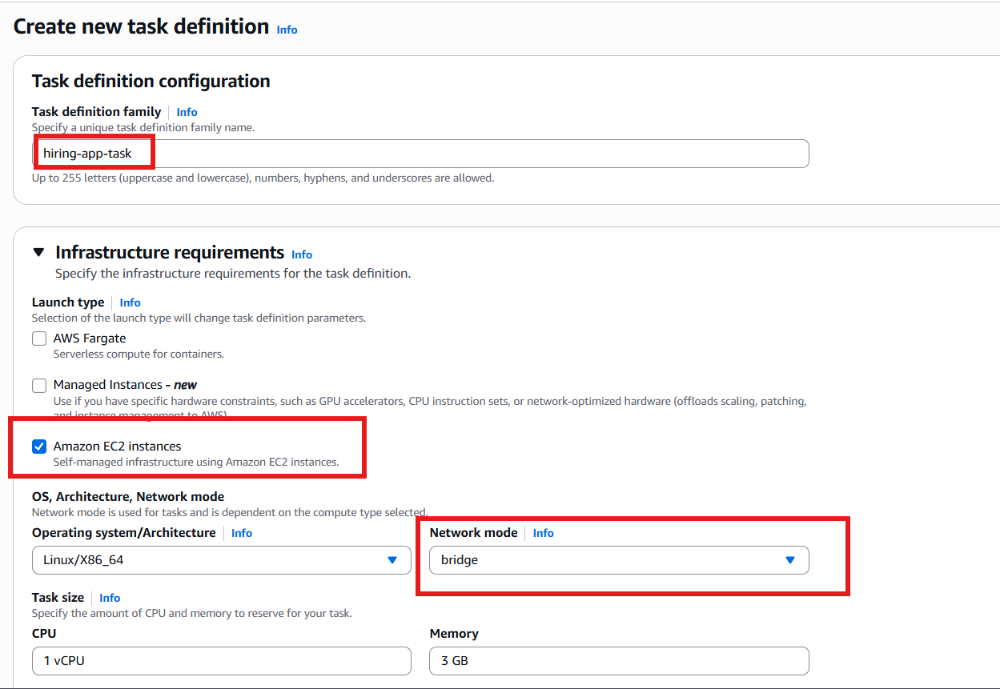 Create new task definition Info
Task definition configuration
Task definition family Info
Specify a unique task definition family name.
hiring-app-task
Up to 255 letters (uppercase and lowercase), numbers, hyphens, and underscores are allowed.
Infrastructure requirements Info
Specify the infrastructure requirements for the task definition.
Launch type Info
Selection of the launch type will change task definition parameters.
AWS Fargate
Serverless compute for containers.
Managed Instances - new
Use if you have specific hardware constraints, such as GPU accelerators, CPU instruction sets, or network-optimized hardware (offloads scaling, patching,
and instance management to AWS)
Amazon EC2 instances
Self-managed infrastructure using Amazon EC2 instances.
OS, Architecture, Network mode
Network mode is used for tasks and is dependent on the compute type selected.
Operating system/Architecture Info
Network mode Info
Linux/X86_64
bridge
Task size Info
Specify the amount of CPU and memory to reserve for your task.
CPU
Memory
1 vCPU
3 GB